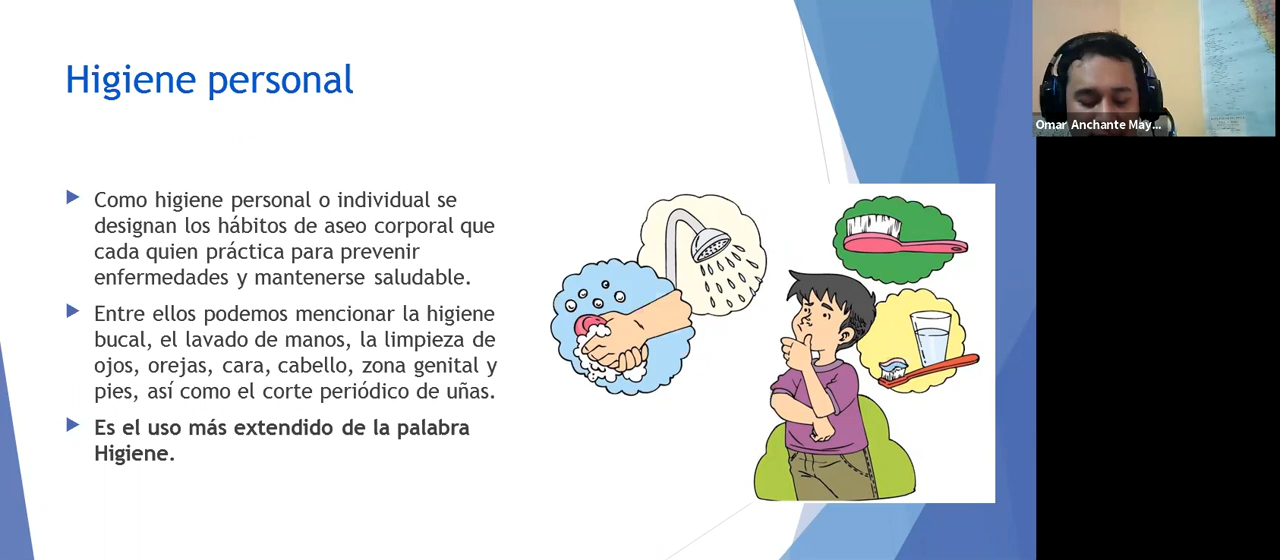 Higiene personal
Como higiene personal o individual se
designan los hábitos de aseo corporal que
cada quien práctica para prevenir
enfermedades y mantenerse saludable.
Entre ellos podemos mencionar la higiene
bucal, el lavado de manos, la limpieza de
ojos, orejas, cara, cabello, zona genital y
pies, así como el corte periódico de uñas.
Es el uso más extendido de la palabra
Higiene.
Omar Anchante May...